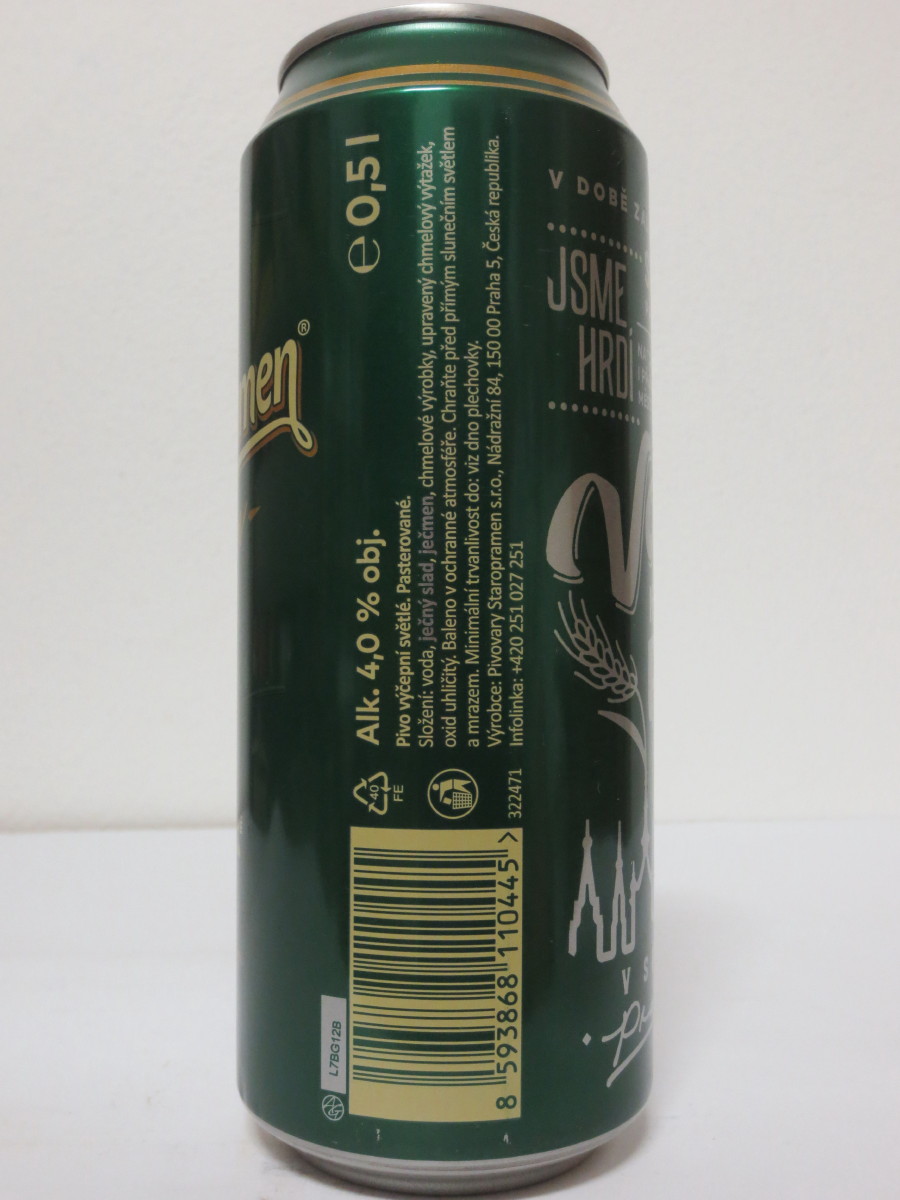 men®
Alk. 4,0 % obj.
℮ 0,5 l
Pivo výčepní světlé. Pasterované.
Složení: voda, ječný slad, ječmen, chmelové výrobky, upravený chmelový výtažek,
oxid uhličitý. Baleno v ochranné atmosféře. Chraňte před přímým slunečním světlem
a mrazem. Minimální trvanlivost do: viz dno plechovky.
Výrobce: Pivovary Staropramen s.r.o., Nádražní 84, 150 00 Praha 5, Česká republika.
Infolinka: +420 251 027 251
40
FE
322471
8 593868 110445 >
L7BG12B
V DOBĚ
JSME
HRDÍ
V S